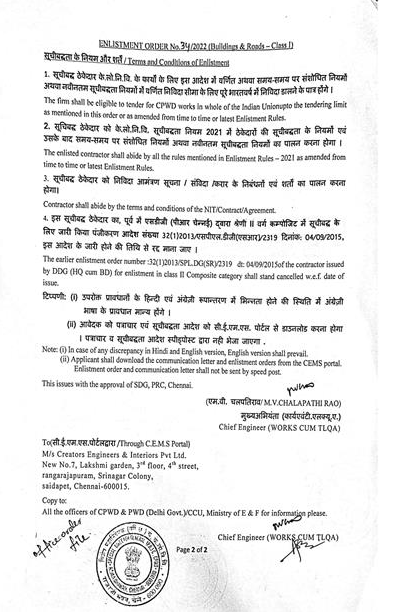 ENLISTMENT ORDER No.34/2022 (Buildings & Roads – Class I)
सूचीबद्धता के नियम और शर्तें / Terms and Conditions of Enlistment
1. सूचीबद्ध ठेकेदार के.लो.नि.वि. के कार्यों के लिए इस आदेश में वर्णित अथवा समय-समय पर संशोधित नियमों
अथवा नवीनतम सूचीबद्धता नियमों में वर्णित निविदा सीमा के लिए पूरे भारतवर्ष में निविदा डालने के पात्र होंगे।
The firm shall be eligible to tender for CPWD works in whole of the Indian Unionupto the tendering limit
as mentioned in this order or as amended from time to time or latest Enlistment Rules.
2. सूचिबद्ध ठेकेदार को के.लो.नि.वि. सूचीबद्धता नियम 2021 में ठेकेदारों की सूचीबद्धता के नियमों एवं
उसके बाद समय-समय पर संशोधित नियमों अथवा नवीनतम सूचीबद्धता नियमों का पालन करना होगा ।
The enlisted contractor shall abide by all the rules mentioned in Enlistment Rules – 2021 as amended from
time to time or latest Enlistment Rules.
3. सूचीबद्ध ठेकेदार को निविदा आमंत्रण सूचना / संविदा /करार के निबंधनों एवं शर्तों का पालन करना
होगा।
Contractor shall abide by the terms and conditions of the NIT/Contract/Agreement.
4. इस सूचीबद्ध ठेकेदार का, पूर्व में एसडीजी (पीआर चेन्नई) द्वारा श्रेणी II वर्ग कम्पोजिट में सूचीबद्ध के
लिए जारी किया पंजीकरण आदेश संख्या 32(1)2013/एसपीएल.डीजी(एसआर)/2319 दिनांक: 04/09/2015,
इस आदेश के जारी होने की तिथि से रद्द माना जाए ।
The earlier enlistment order number :32(1)2013/SPL.DG(SR)/2319 dt: 04/09/2015of the contractor issued
by DDG (HQ cum BD) for enlistment in class II Composite category shall stand cancelled w.e.f. date of
issue.
टिप्पणी: (i) उपरोक्त प्रावधानों के हिन्दी एवं अंग्रेज़ी रूपान्तरण में भिन्नता होने की स्थिति में अंग्रेज़ी
भाषा के प्रावधान मान्य होंगे ।
(ii) आवेदक को पत्राचार एवं सूचीबद्धता आदेश को सी.ई.एम.एस. पोर्टल से डाउनलोड करना होगा
। पत्राचार व सूचीबद्धता आदेश स्पीडपोस्ट द्वारा नही भेजा जाएगा .
Note: (i) In case of any discrepancy in Hindi and English version, English version shall prevail.
(ii) Applicant shall download the communication letter and enlistment orders from the CEMS portal.
Enlistment order and communication letter shall not be sent by speed post.
This issues with the approval of SDG, PRC, Chennai.
(एम.वी. चलपतिराव/ M.V.CHALAPATHI RAO)
मुख्यअभियंता (कार्यएवंटी.एलक्यू.ए.)
Chief Engineer (WORKS CUM TLQA)
To(सी.ई.एम.एस.पोर्टलद्वारा /Through C.E.M.S Portal)
M/s Creators Engineers & Interiors Pvt Ltd.
New No.7, Lakshmi garden, 3rd floor, 4th street,
rangarajapuram, Srinagar Colony,
saidapet, Chennai-600015.
Copy to:
All the officers of CPWD & PWD (Delhi Govt.)/CCU, Ministry of E & F for information please.
Chief Engineer (WORKS CUM TLQA)
office order
file.
Page 2 of 2